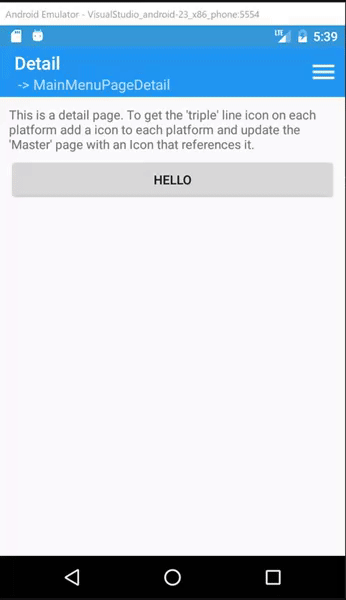 Android Emulator - VisualStudio_android-23_x86_phone:5554
LTE 5:39
Detail
-> MainMenuPageDetail
This is a detail page. To get the 'triple' line icon on each
platform add a icon to each platform and update the
'Master' page with an Icon that references it.
HELLO